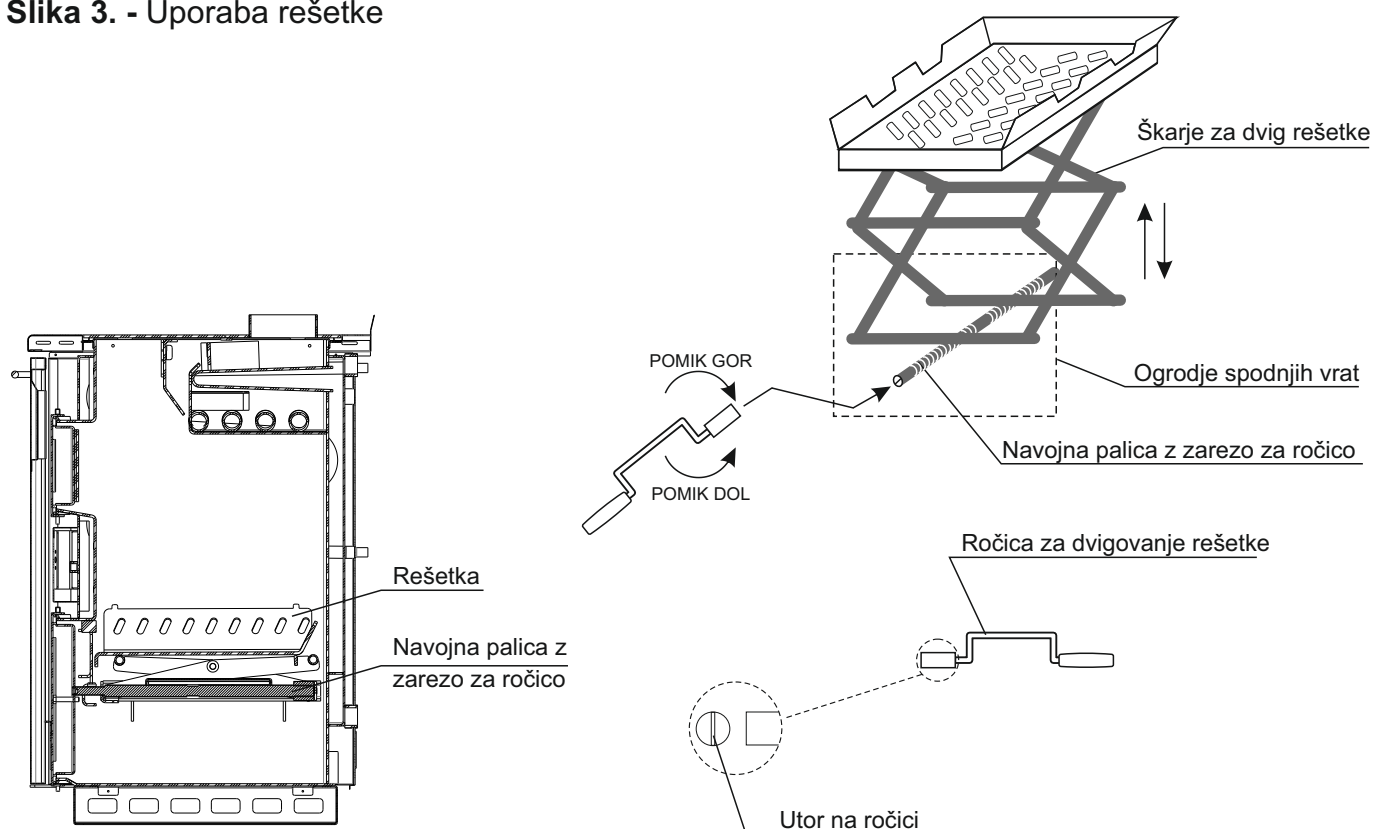 Slika 3. - Uporaba rešetke
Škarje za dvig rešetke
POMIK GOR
Ogrodje spodnjih vrat
Navojna palica z zarezo za ročico
POMIK DOL
Ročica za dvigovanje rešetke
Rešetka
Navojna palica z
zarezo za ročico
Utor na ročici